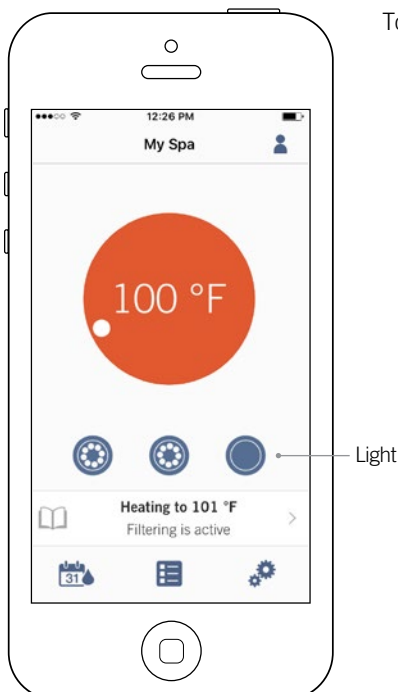 To
12:26 PM
My Spa
100 °F
Light
Heating to 101 °F
Filtering is active
31